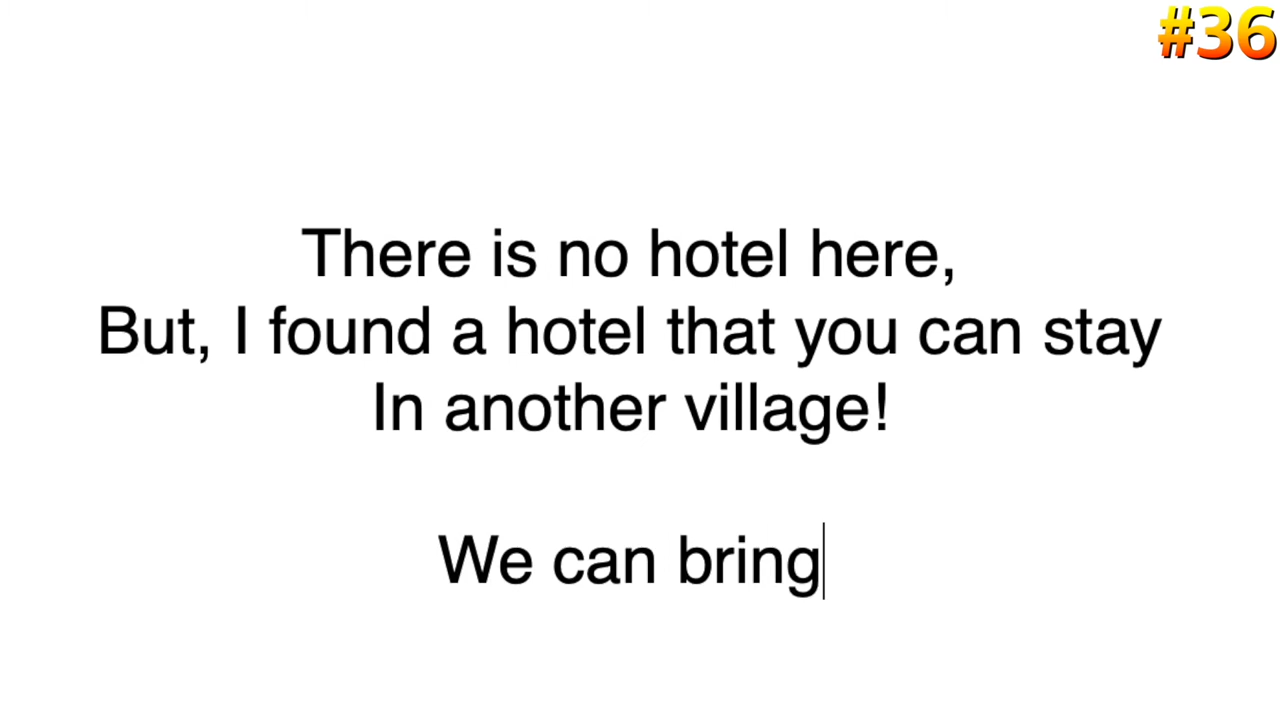 #36
There is no hotel here,
But, I found a hotel that you can stay
In another village!
We can bring